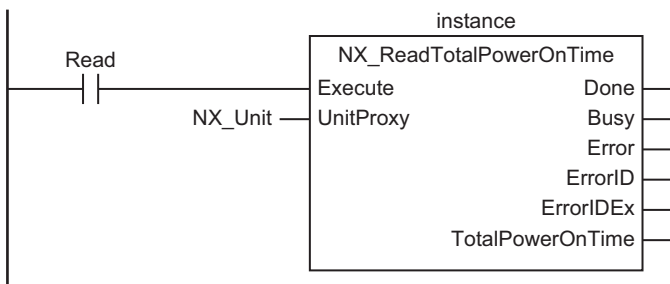 instance
Read
NX_ReadTotalPowerOnTime
Execute Done
NX_Unit UnitProxy Busy
Error
ErrorID
ErrorIDEx
TotalPowerOnTime